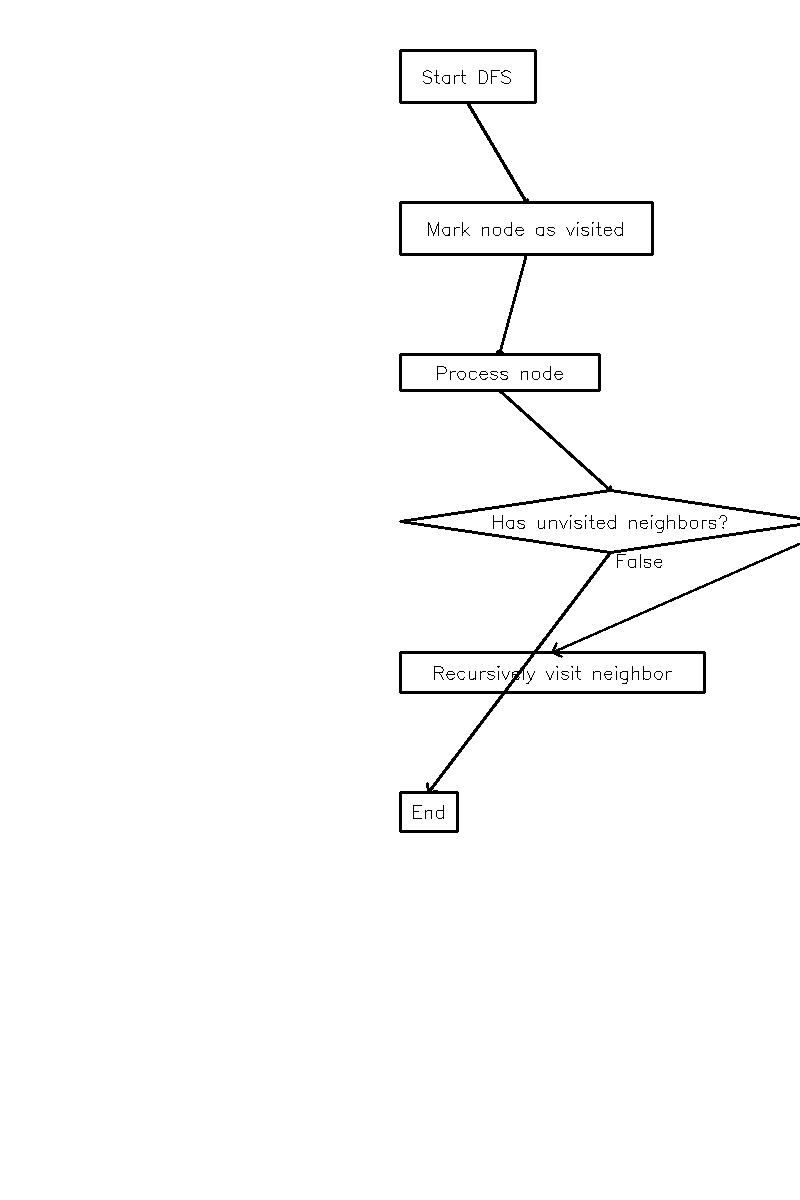 Start DFS
Mark node as visited
Process node
Has unvisited neighbors?
False
Recursively visit neighbor
End